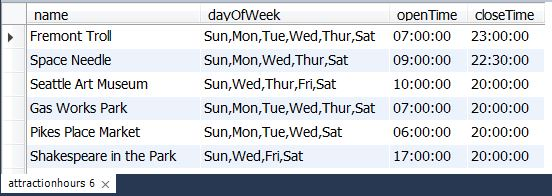 name dayOfWeek openTime closeTime
Fremont Troll Sun,Mon,Tue,Wed,Thur,Sat 07:00:00 23:00:00
Space Needle Sun,Mon,Wed,Thur,Sat 09:00:00 22:30:00
Seattle Art Museum Sun,Wed,Thur,Fri,Sat 10:00:00 20:00:00
Gas Works Park Sun,Mon,Tue,Wed,Thur,Sat 07:00:00 20:00:00
Pikes Place Market Sun,Mon,Tue,Wed,Sat 06:00:00 20:00:00
Shakespeare in the Park Sun,Wed,Fri,Sat 17:00:00 20:00:00
attractionhours 6